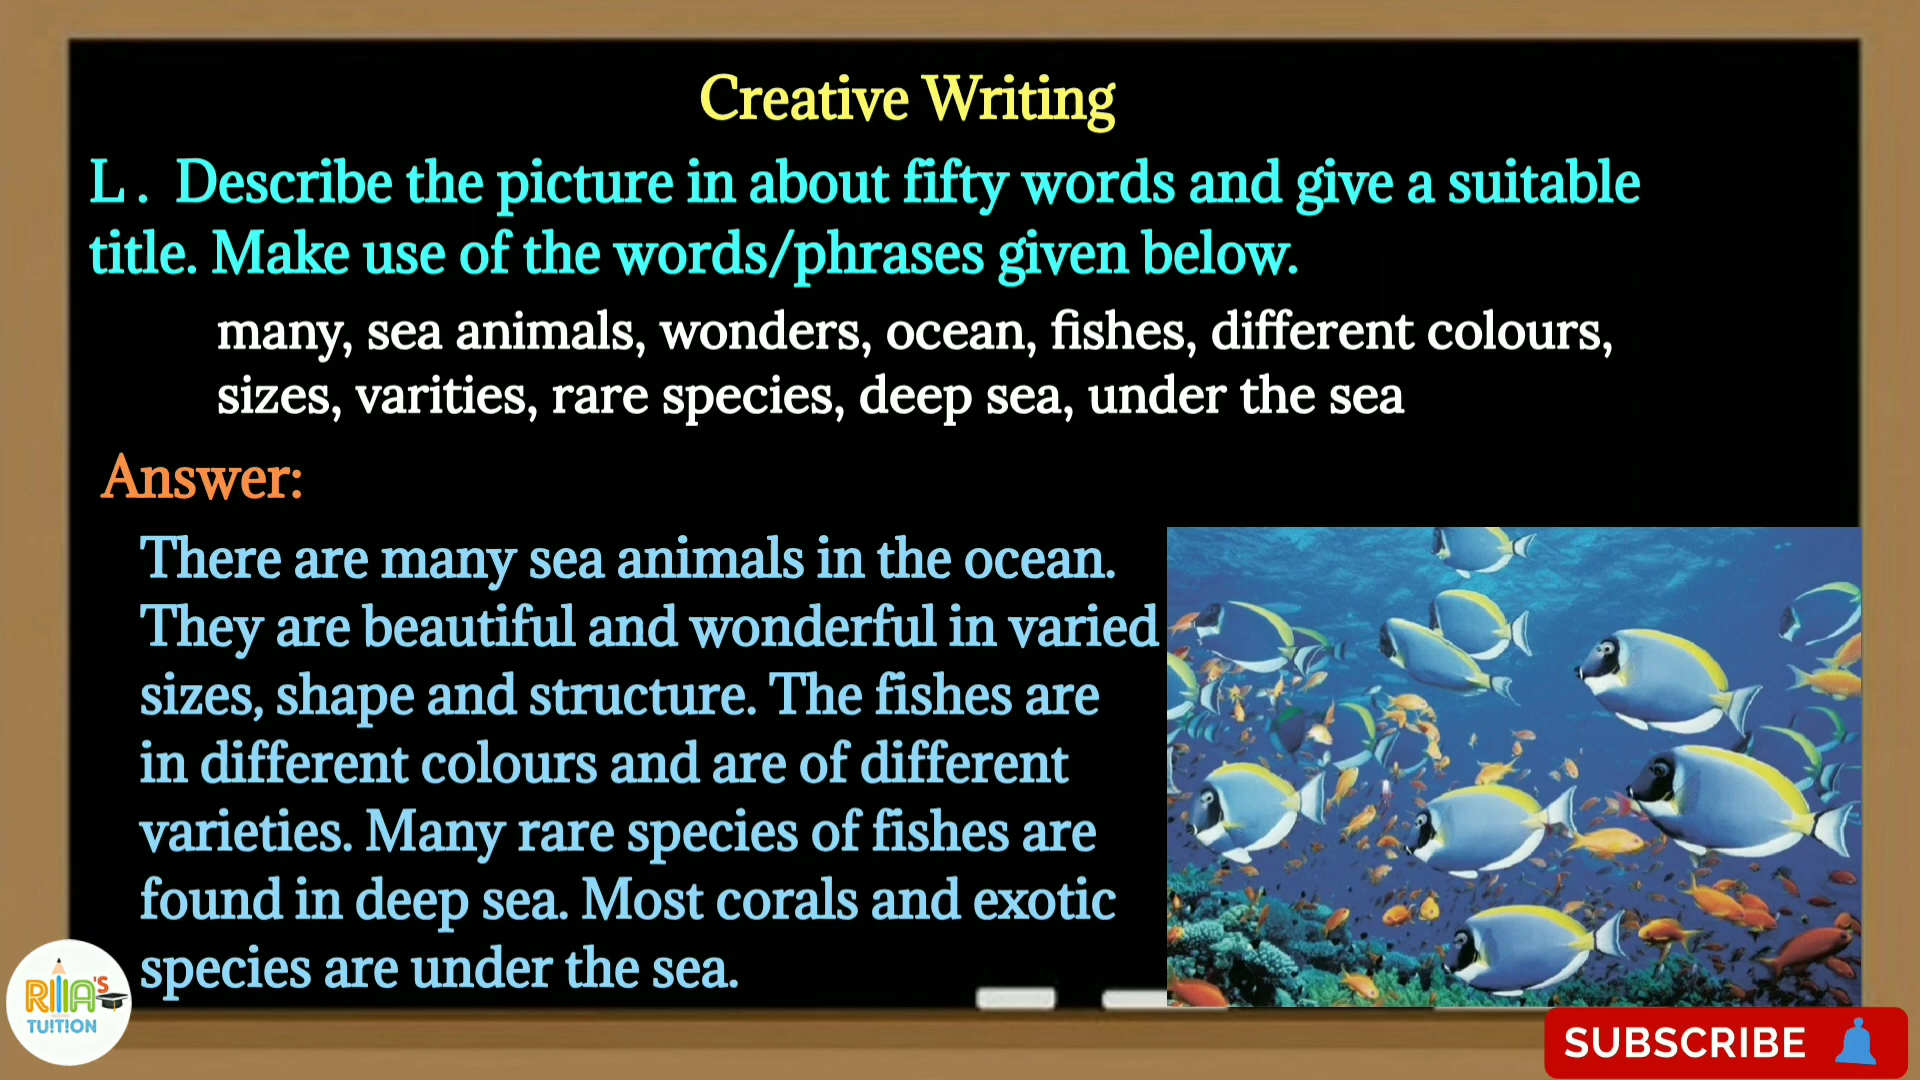 Creative Writing
L . Describe the picture in about fifty words and give a suitable
title. Make use of the words/phrases given below.
many, sea animals, wonders, ocean, fishes, different colours,
sizes, varities, rare species, deep sea, under the sea
Answer:
There are many sea animals in the ocean.
They are beautiful and wonderful in varied
sizes, shape and structure. The fishes are
in different colours and are of different
varieties. Many rare species of fishes are
found in deep sea. Most corals and exotic
species are under the sea.
RIIA'S
TUITION
SUBSCRIBE